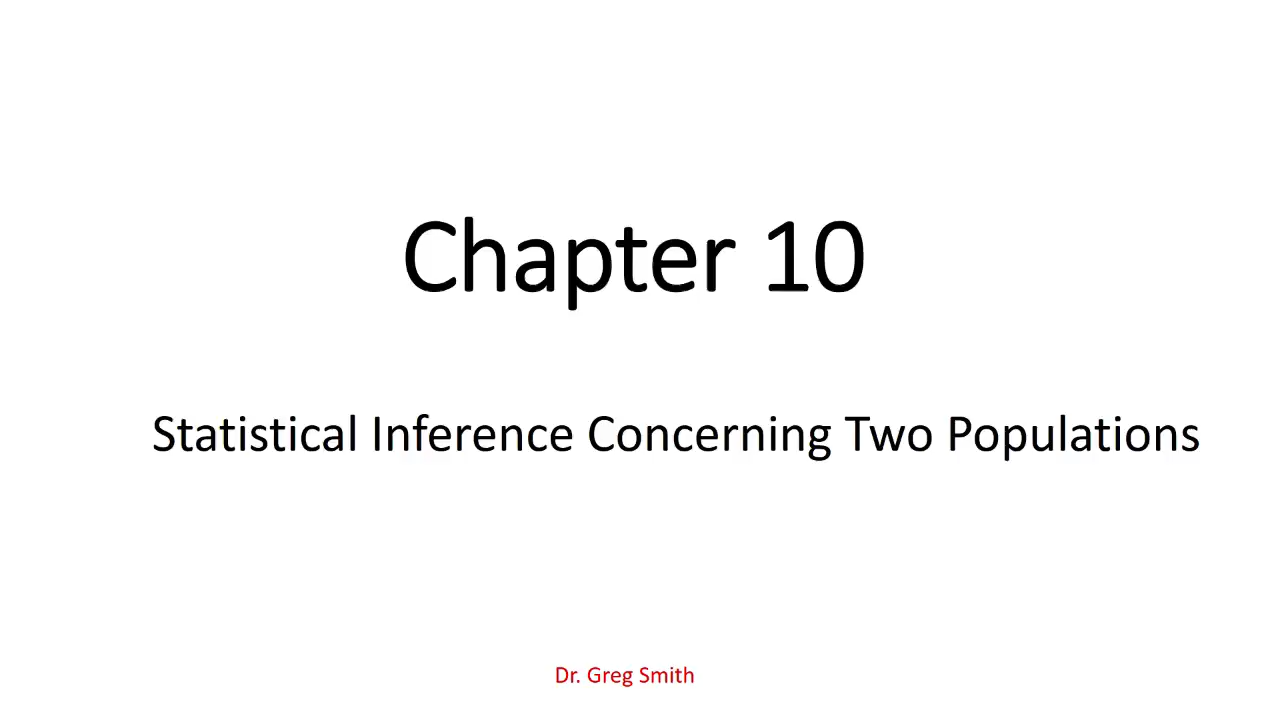 Chapter 10
Statistical Inference Concerning Two Populations
Dr. Greg Smith